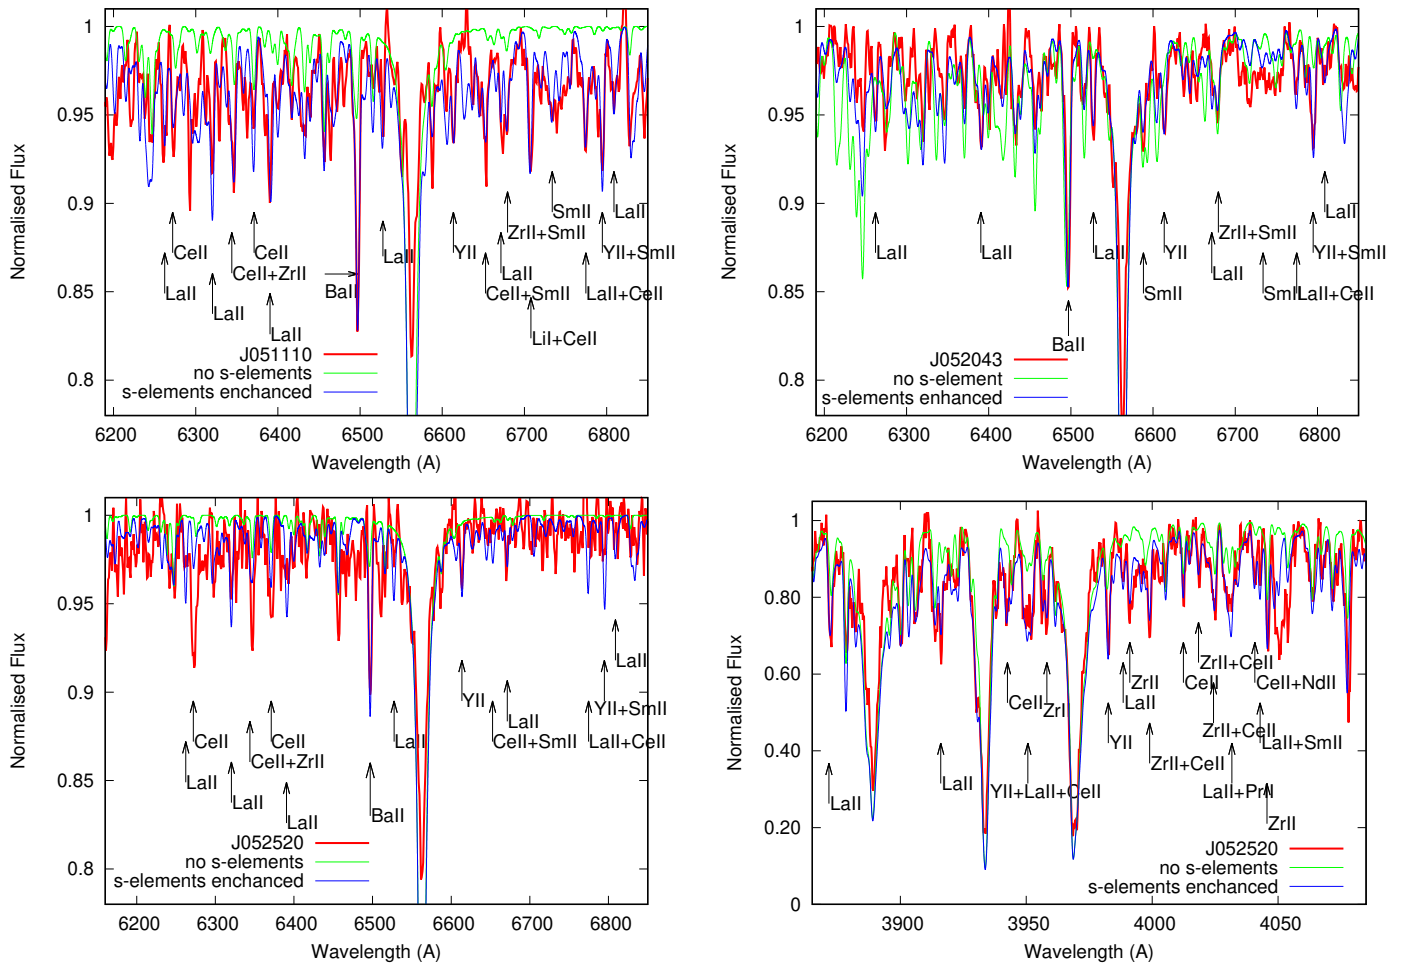 1
0.95
0.9
0.85
0.8
Normalised Flux
SmII
LaII
ZrII+SmII
CeII
CeII
LaII
YII
YII+SmII
CeII+ZrII
LaII
LaII
BaII
CeII+SmII
LaII+CeII
LaII
LaII
LiI+CeII
J051110
no s-elements
s-elements enchanced
6200 6300 6400 6500 6600 6700 6800
Wavelength (A)
1
0.95
0.9
0.85
0.8
Normalised Flux
LaII
ZrII+SmII
LaII
LaII
LaII
YII
YII+SmII
LaII
SmII
SmII
LaII+CeII
BaII
J052043
no s-element
s-elements enhanced
6200 6300 6400 6500 6600 6700 6800
Wavelength (A)
1
0.95
0.9
0.85
0.8
Normalised Flux
LaII
YII
YII+SmII
LaII
CeII
CeII
LaII
CeII+SmII
LaII+CeII
CeII+ZrII
LaII
LaII
BaII
LaII
J052520
no s-elements
s-elements enchanced
6200 6300 6400 6500 6600 6700 6800
Wavelength (A)
1
0.80
0.60
0.40
0.20
0
Normalised Flux
ZrII+CeII
ZrII
CeII
CeII+NdII
CeII
ZrI
LaII
ZrII+CeII
YII
LaII+SmII
ZrII+CeII
LaII
YII+LaII+CeII
LaII+PrII
LaII
ZrII
J052520
no s-elements
s-elements enchanced
3900 3950 4000 4050
Wavelength (A)